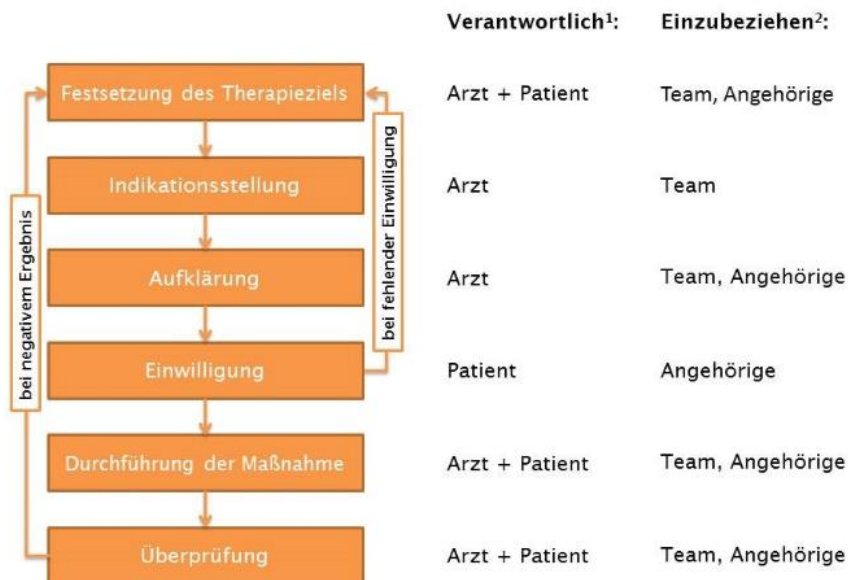 Verantwortlich¹: Einzubeziehen²:
Festsetzung des Therapieziels Arzt + Patient Team, Angehörige
Indikationsstellung Arzt Team
Aufklärung Arzt Team, Angehörige
Einwilligung Patient Angehörige
Durchführung der Maßnahme Arzt + Patient Team, Angehörige
Überprüfung Arzt + Patient Team, Angehörige
bei negativem Ergebnis
bei fehlender Einwilligung